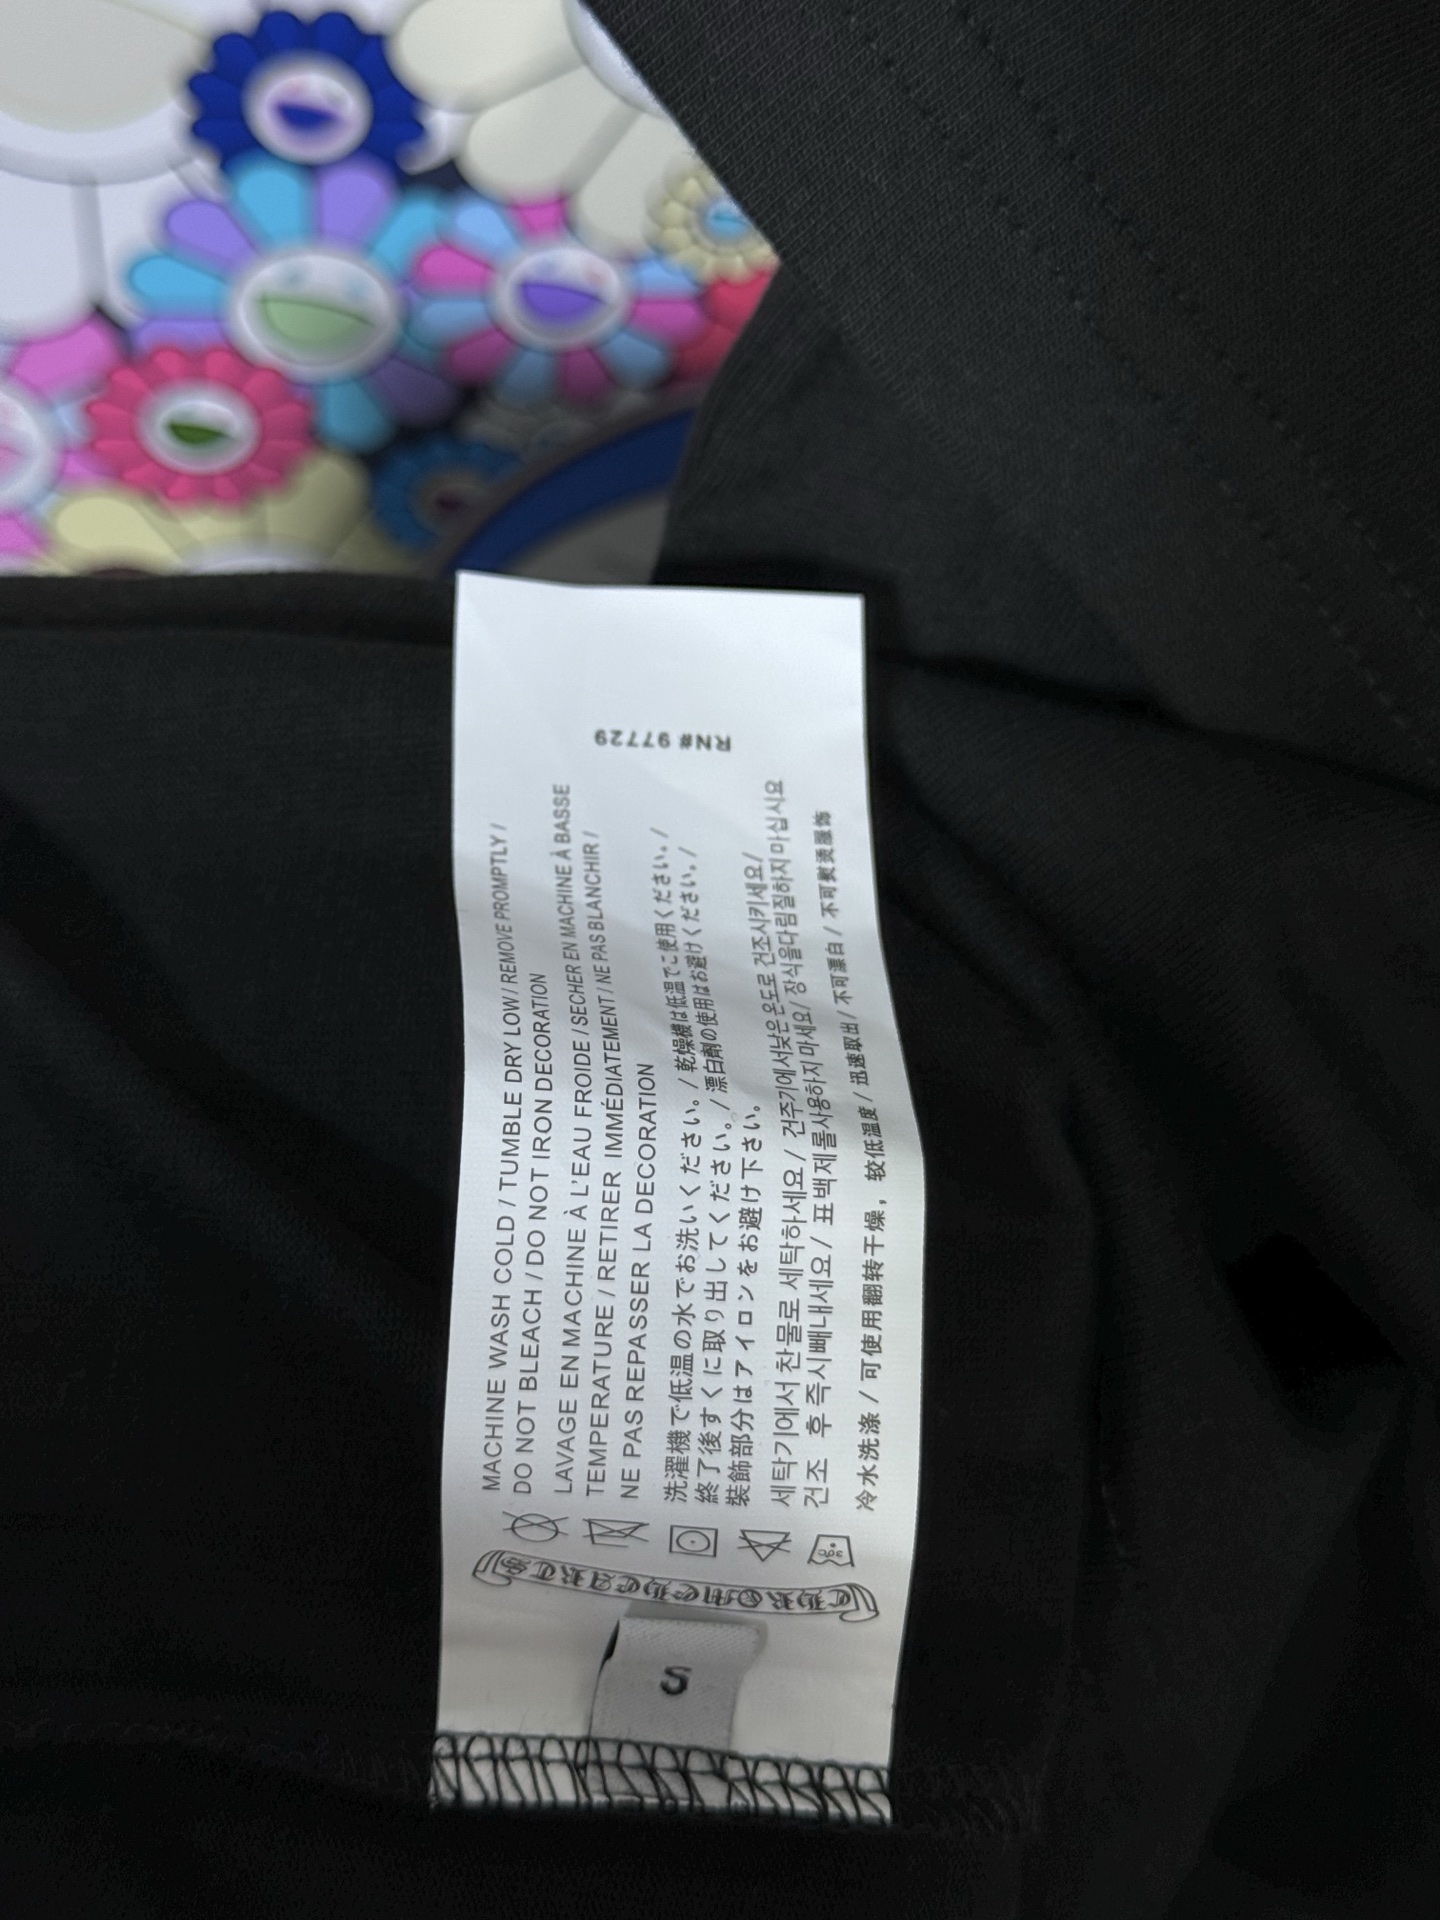 RN# 97729
MACHINE WASH COLD / TUMBLE DRY LOW / REMOVE PROMPTLY /
DO NOT BLEACH / DO NOT IRON DECORATION
LAVAGE EN MACHINE À L'EAU FROIDE / SECHER EN MACHINE À BASSE
TEMPERATURE / RETIRER IMMÉDIATEMENT / NE PAS BLANCHIR /
NE PAS REPASSER LA DECORATION
洗濯機で低温の水でお洗いください。/ 乾燥機は低温でご使用ください。/
終了後すぐに取り出してください。/ 漂白剤の使用はお避けください。/
装飾部分はアイロンをお避け下さい。
세탁기에서 찬물로 세탁하세요 / 건주기에서낮은온도로 건조시키세요/
건조 후 즉시빼내세요 / 표백제를사용하지마세요/ 장식을다림질하지마십시요
冷水洗涤 / 可使用翻转干燥，较低温度 / 迅速取出 / 不可漂白 / 不可熨烫服饰
S